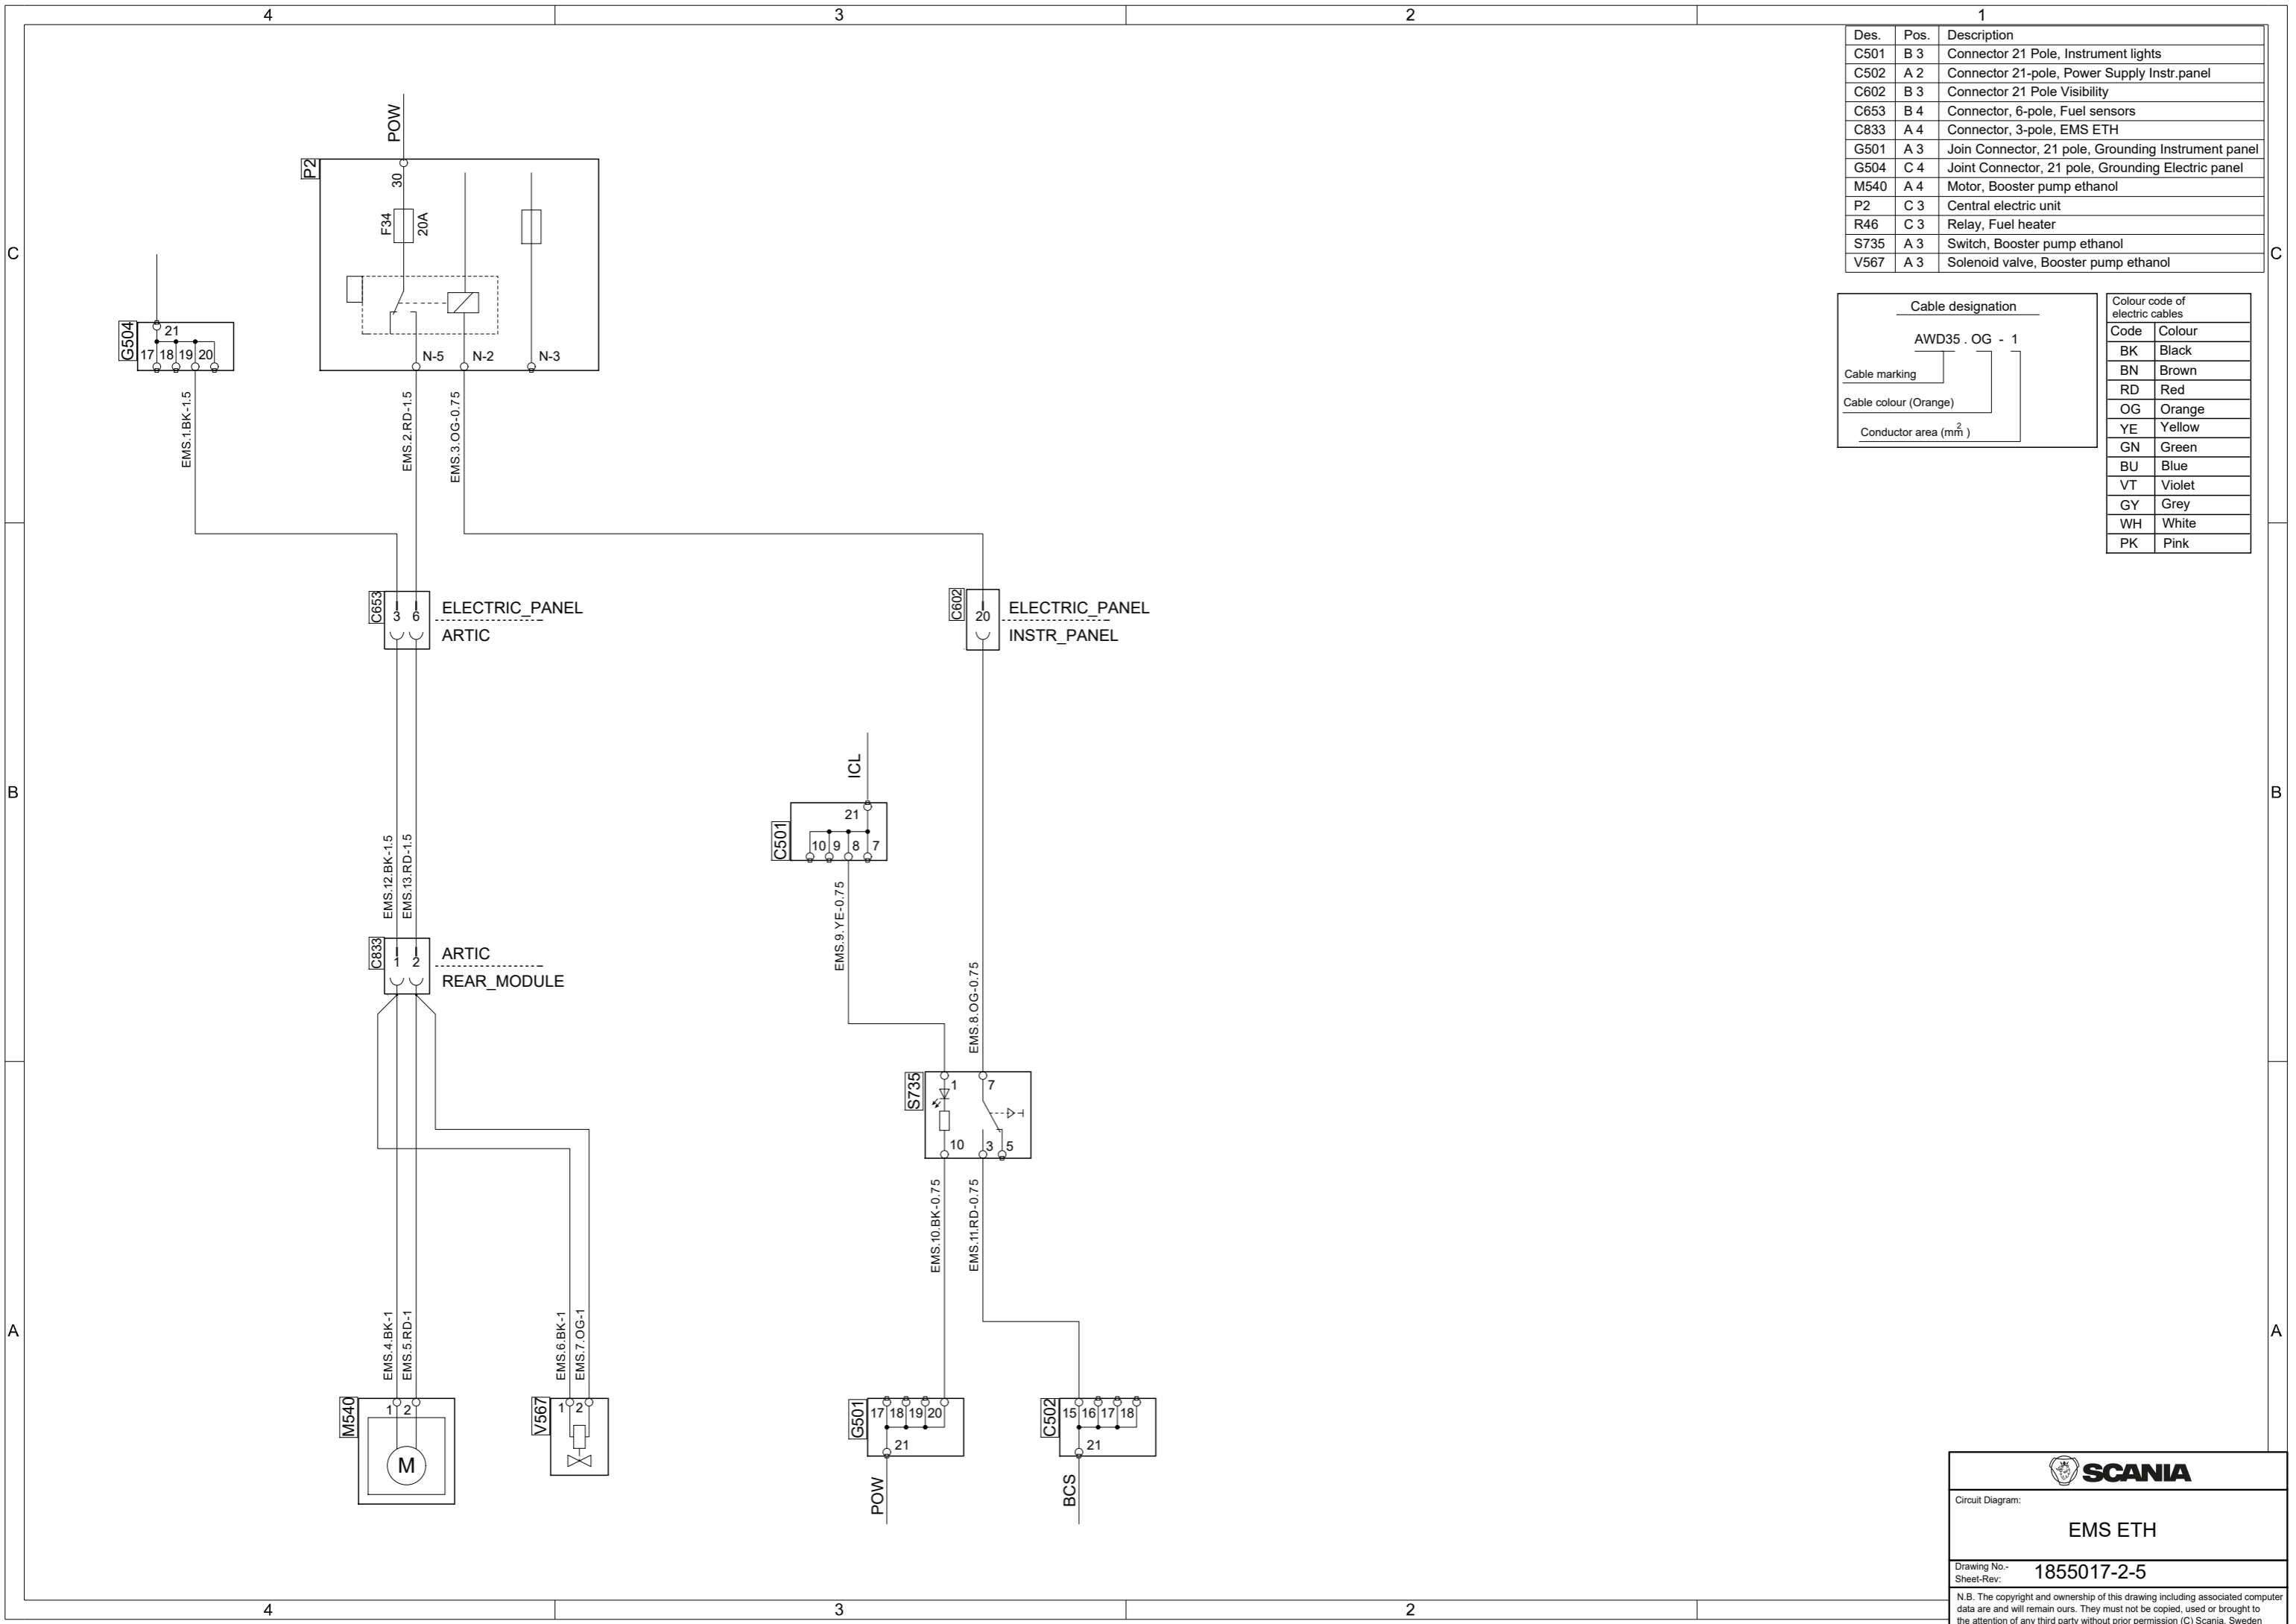 4 3 2 1
Des. Pos. Description
C501 B 3 Connector 21 Pole, Instrument lights
C502 A 2 Connector 21-pole, Power Supply Instr.panel
C602 B 3 Connector 21 Pole Visibility
C653 B 4 Connector, 6-pole, Fuel sensors
C833 A 4 Connector, 3-pole, EMS ETH
G501 A 3 Join Connector, 21 pole, Grounding Instrument panel
G504 C 4 Joint Connector, 21 pole, Grounding Electric panel
M540 A 4 Motor, Booster pump ethanol
P2 C 3 Central electric unit
R46 C 3 Relay, Fuel heater
S735 A 3 Switch, Booster pump ethanol
V567 A 3 Solenoid valve, Booster pump ethanol
Cable designation
AWD35 . OG - 1
Cable marking
Cable colour (Orange)
Conductor area (mm2)
Colour code of
electric cables
Code Colour
BK Black
BN Brown
RD Red
OG Orange
YE Yellow
GN Green
BU Blue
VT Violet
GY Grey
WH White
PK Pink
C C
POW
P2
30
F34
20A
N-5 N-2 N-3
G504
21
17 18 19 20
EMS.1.BK-1.5
EMS.2.RD-1.5
EMS.3.OG-0.75
C653
3 6
ELECTRIC_PANEL
ARTIC
C602
20
ELECTRIC_PANEL
INSTR_PANEL
B B
ICL
C501
21
10 9 8 7
EMS.12.BK-1.5
EMS.13.RD-1.5
EMS.9.YE-0.75
EMS.8.OG-0.75
C833
1 2
ARTIC
REAR_MODULE
S735
1 7
10 3 5
EMS.10.BK-0.75
EMS.11.RD-0.75
A A
EMS.4.BK-1
EMS.5.RD-1
EMS.6.BK-1
EMS.7.OG-1
M540
1 2
M
V567
1 2
G501
17 18 19 20
21
POW
C502
15 16 17 18
21
BCS
SCANIA
Circuit Diagram:
EMS ETH
Drawing No.-
Sheet-Rev:
1855017-2-5
N.B. The copyright and ownership of this drawing including associated computer
data are and will remain ours. They must not be copied, used or brought to
the attention of any third party without prior permission (C) Scania, Sweden
4 3 2